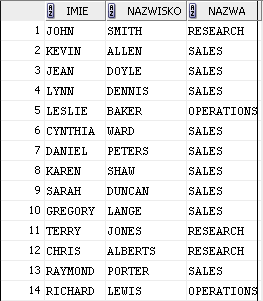 IMIE NAZWISKO NAZWA
1 JOHN SMITH RESEARCH
2 KEVIN ALLEN SALES
3 JEAN DOYLE SALES
4 LYNN DENNIS SALES
5 LESLIE BAKER OPERATIONS
6 CYNTHIA WARD SALES
7 DANIEL PETERS SALES
8 KAREN SHAW SALES
9 SARAH DUNCAN SALES
10 GREGORY LANGE SALES
11 TERRY JONES RESEARCH
12 CHRIS ALBERTS RESEARCH
13 RAYMOND PORTER SALES
14 RICHARD LEWIS OPERATIONS